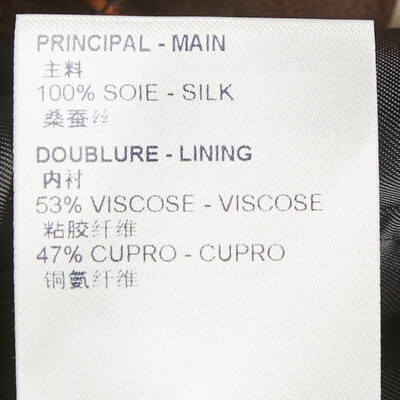 PRINCIPAL - MAIN
主料
100% SOIE - SILK
桑蚕丝
DOUBLURE - LINING
内衬
53% VISCOSE - VISCOSE
粘胶纤维
47% CUPRO - CUPRO
铜氨纤维